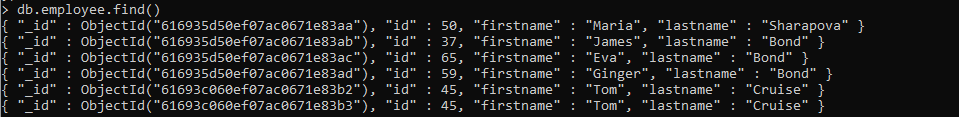 > db.employee.find()
{ "_id" : ObjectId("616935d50ef07ac0671e83aa"), "id" : 50, "firstname" : "Maria", "lastname" : "Sharapova" }
{ "_id" : ObjectId("616935d50ef07ac0671e83ab"), "id" : 37, "firstname" : "James", "lastname" : "Bond" }
{ "_id" : ObjectId("616935d50ef07ac0671e83ac"), "id" : 65, "firstname" : "Eva", "lastname" : "Bond" }
{ "_id" : ObjectId("616935d50ef07ac0671e83ad"), "id" : 59, "firstname" : "Ginger", "lastname" : "Bond" }
{ "_id" : ObjectId("61693c060ef07ac0671e83b2"), "id" : 45, "firstname" : "Tom", "lastname" : "Cruise" }
{ "_id" : ObjectId("61693c060ef07ac0671e83b3"), "id" : 45, "firstname" : "Tom", "lastname" : "Cruise" }